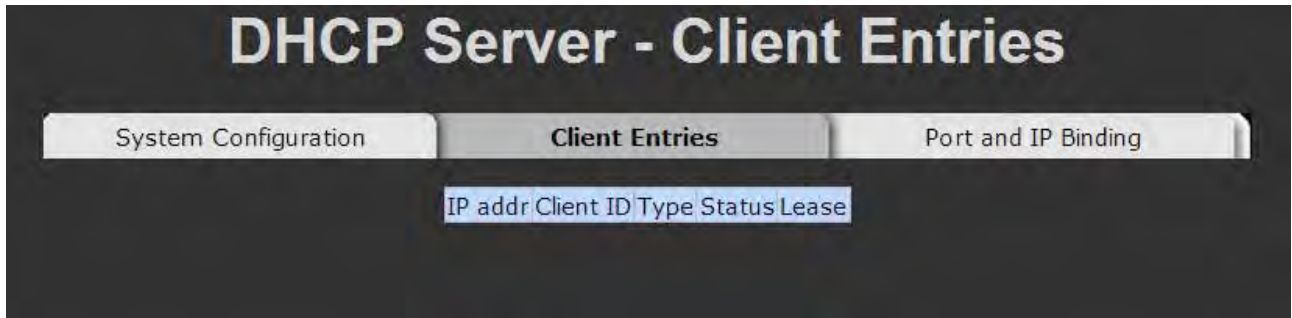 DHCP Server - Client Entries
System Configuration Client Entries Port and IP Binding
IP addr Client ID Type Status Lease